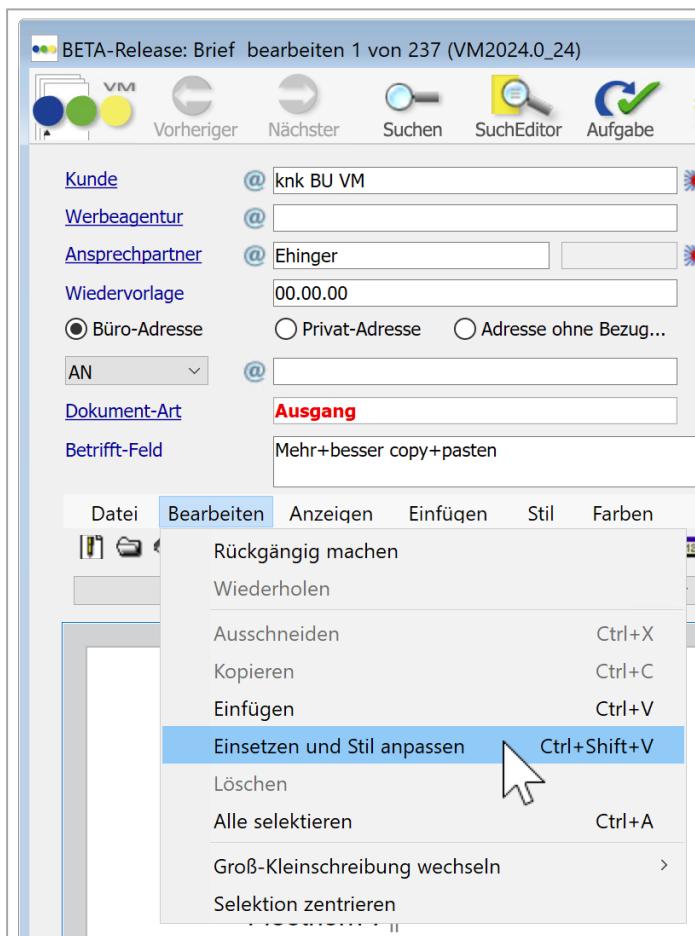 BETA-Release: Brief bearbeiten 1 von 237 (VM2024.0_24)
VM
Vorheriger Nächster Suchen SuchEditor Aufgabe
Kunde @ knk BU VM
Werbeagentur @
Ansprechpartner @ Ehinger
Wiedervorlage 00.00.00
Büro-Adresse Privat-Adresse Adresse ohne Bezug...
AN @
Dokument-Art Ausgang
Betrifft-Feld Mehr+besser copy+pasten
Datei Bearbeiten Anzeigen Einfügen Stil Farben
Rückgängig machen
Wiederholen
Ausschneiden Ctrl+X
Kopieren Ctrl+C
Einfügen Ctrl+V
Einsetzen und Stil anpassen Ctrl+Shift+V
Löschen
Alle selektieren Ctrl+A
Groß-Kleinschreibung wechseln
Selektion zentrieren